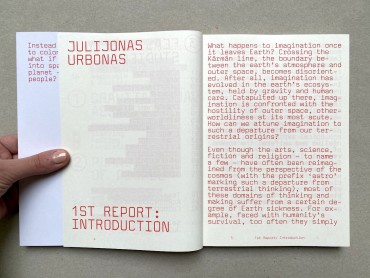 Instead
to colo
what if
into sp
planet –
people?
JULIJONAS
URBONAS
1ST REPORT:
INTRODUCTION
What happens to imagination once
it leaves Earth? Crossing the
Kármán line, the boundary be-
tween the earth's atmosphere and
outer space, becomes disorient-
ed. After all, imagination has
evolved in the earth's ecosys-
tem, held by gravity and human
care. Catapulted up there, imag-
ination is confronted with the
hostility of outer space, other-
worldliness at its most acute.
How can we attune imagination to
such a departure from our ter-
restrial origins?
Even though the arts, science,
fiction and religion – to name
a few – have often been reimag-
ined from the perspective of the
cosmos (with the prefix 'astro'
marking such a departure from
terrestrial thinking), most of
these domains of thinking and
making suffer from a certain de-
gree of Earth sickness. For ex-
ample, faced with humanity's
survival, too often they simply
1st Report: Introduction